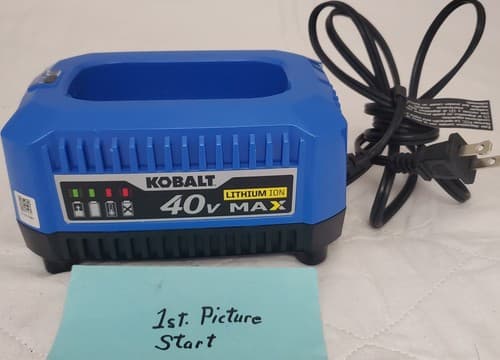 KOBALT
LITHIUM ION
40V MAX
1st. Picture
Start